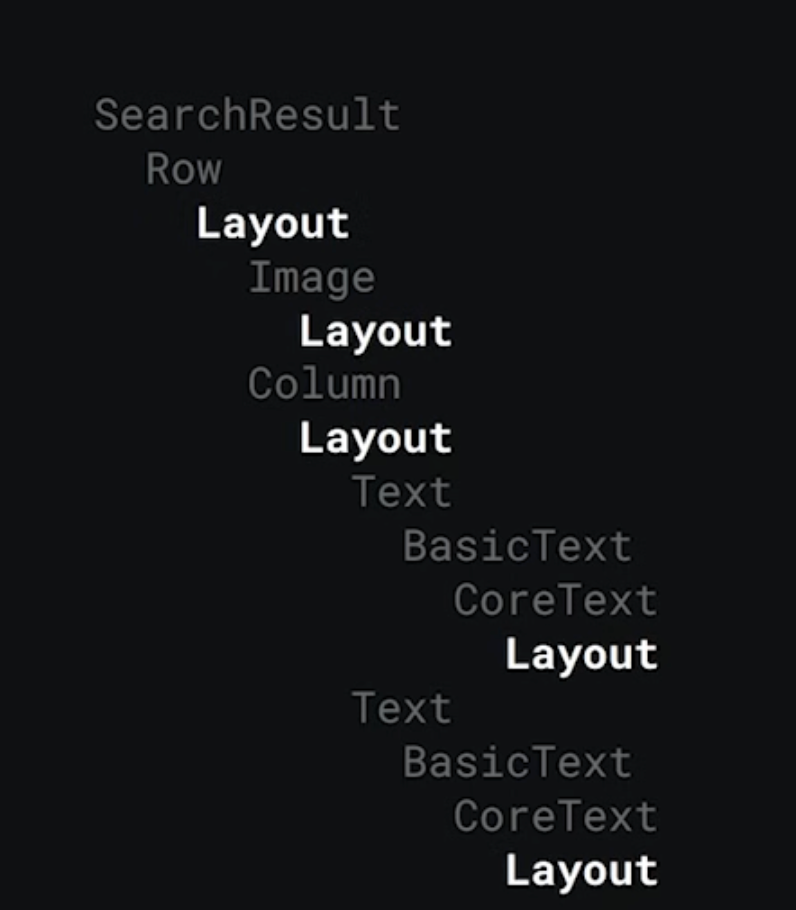 SearchResult
Row
Layout
Image
Layout
Column
Layout
Text
BasicText
CoreText
Layout
Text
BasicText
CoreText
Layout